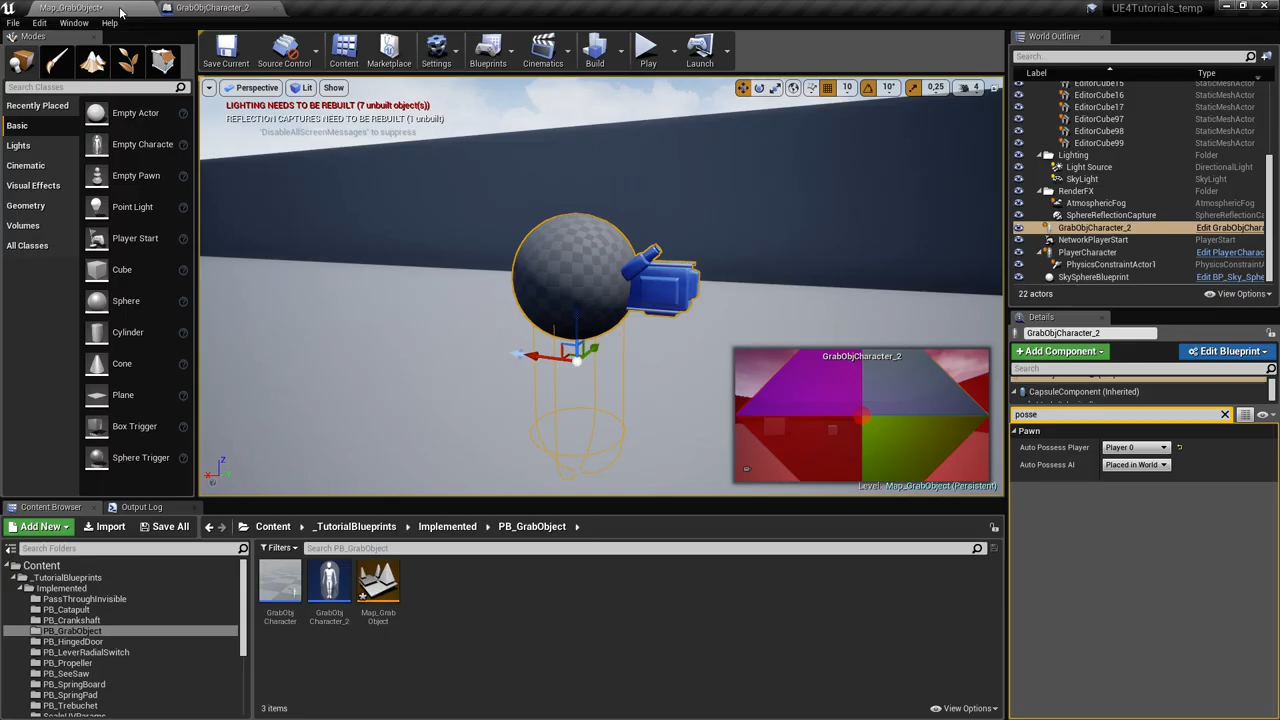 Map_GrabObject*
GrabObjCharacter_2
UE4Tutorials_temp
File Edit Window Help
Modes
Search Classes
Recently Placed
Basic
Lights
Cinematic
Visual Effects
Geometry
Volumes
All Classes
Empty Actor
Empty Characte
Empty Pawn
Point Light
Player Start
Cube
Sphere
Cylinder
Cone
Plane
Box Trigger
Sphere Trigger
Save Current
Source Control
Content
Marketplace
Settings
Blueprints
Cinematics
Build
Play
Launch
Perspective
Lit
Show
10
10°
0,25
4
LIGHTING NEEDS TO BE REBUILT (7 unbuilt object(s))
REFLECTION CAPTURES NEED TO BE REBUILT (1 unbuilt)
'DisableAllScreenMessages' to suppress
Z
GrabObjCharacter_2
Level: Map_GrabObject (Persistent)
World Outliner
Search...
Label Type
EditorCube15 StaticMeshActor
EditorCube16 StaticMeshActor
EditorCube17 StaticMeshActor
EditorCube97 StaticMeshActor
EditorCube98 StaticMeshActor
EditorCube99 StaticMeshActor
Lighting Folder
Light Source DirectionalLight
SkyLight SkyLight
RenderFX Folder
AtmosphericFog AtmosphericFog
SphereReflectionCapture SphereReflectionCa
GrabObjCharacter_2 Edit GrabObjChara
NetworkPlayerStart PlayerStart
PlayerCharacter Edit PlayerCharac
PhysicsConstraintActor1 PhysicsConstraintA
SkySphereBlueprint Edit BP_Sky_Sphe
22 actors
View Options
Details
GrabObjCharacter_2
+ Add Component
Edit Blueprint
Search
CapsuleComponent (Inherited)
posse
Pawn
Auto Possess Player Player 0
Auto Possess AI Placed in World
Content Browser
Output Log
Add New
Import
Save All
Content
_TutorialBlueprints
Implemented
PB_GrabObject
Search Folders
Filters
Search PB_GrabObject
Content
_TutorialBlueprints
Implemented
PassThroughInvisible
PB_Catapult
PB_Crankshaft
PB_GrabObject
PB_HingedDoor
PB_LeverRadialSwitch
PB_Propeller
PB_SeeSaw
PB_SpringBoard
PB_SpringPad
PB_Trebuchet
ScaleUVParams
GrabObj
Character
GrabObj
Character_2
Map_Grab
Object
3 items
View Options